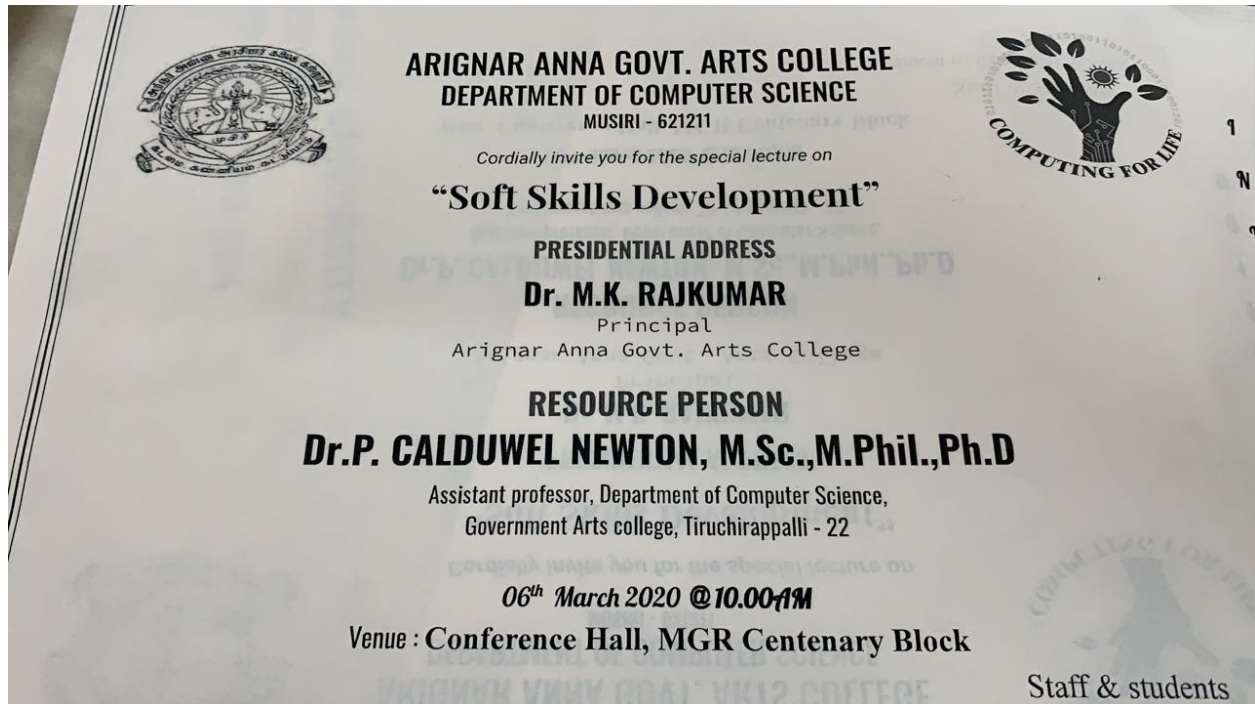 ARIGNAR ANNA GOVT. ARTS COLLEGE
DEPARTMENT OF COMPUTER SCIENCE
MUSIRI - 621211
COMPUTING FOR LIFE
Cordially invite you for the special lecture on
“Soft Skills Development”
PRESIDENTIAL ADDRESS
Dr. M.K. RAJKUMAR
Principal
Arignar Anna Govt. Arts College
RESOURCE PERSON
Dr.P. CALDUWEL NEWTON, M.Sc.,M.Phil.,Ph.D
Assistant professor, Department of Computer Science,
Government Arts college, Tiruchirappalli - 22
06th March 2020 @10.00AM
Venue : Conference Hall, MGR Centenary Block
Staff & students